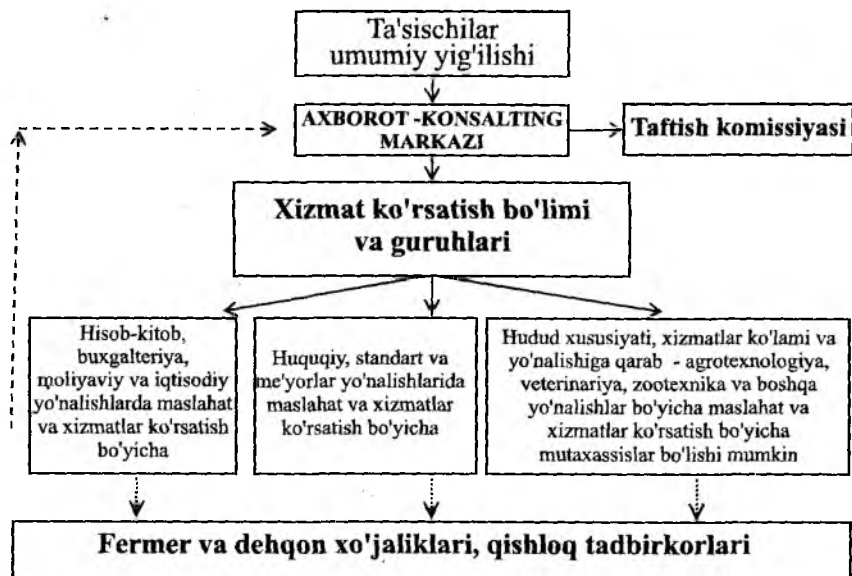 Ta'sischilar
umumiy yig'ilishi
AXBOROT -KONSALTING
MARKAZI
Taftish komissiyasi
Xizmat ko'rsatish bo'limi
va guruhlari
Hisob-kitob,
buxgalteriya,
moliyaviy va iqtisodiy
yo'nalishlarda maslahat
va xizmatlar ko'rsatish
bo'yicha
Huquqiy, standart va
me'yorlar yo'nalishlarida
maslahat va xizmatlar
ko'rsatish bo'yicha
Hudud xususiyati, xizmatlar ko'lami va
yo'nalishiga qarab - agrotexnologiya,
veterinariya, zootexnika va boshqa
yo'nalishlar bo'yicha maslahat va
xizmatlar ko'rsatish bo'yicha
mutaxassislar bo'lishi mumkin
Fermer va dehqon xo'jaliklari, qishloq tadbirkorlari